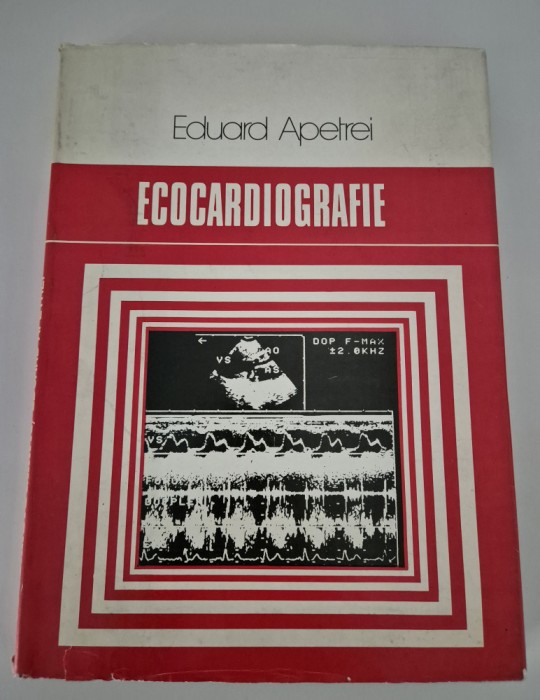 Eduard Apetrei
ECOCARDIOGRAFIE
DOP F-MAX
±2.0KHZ
VS
AO
AS
VS